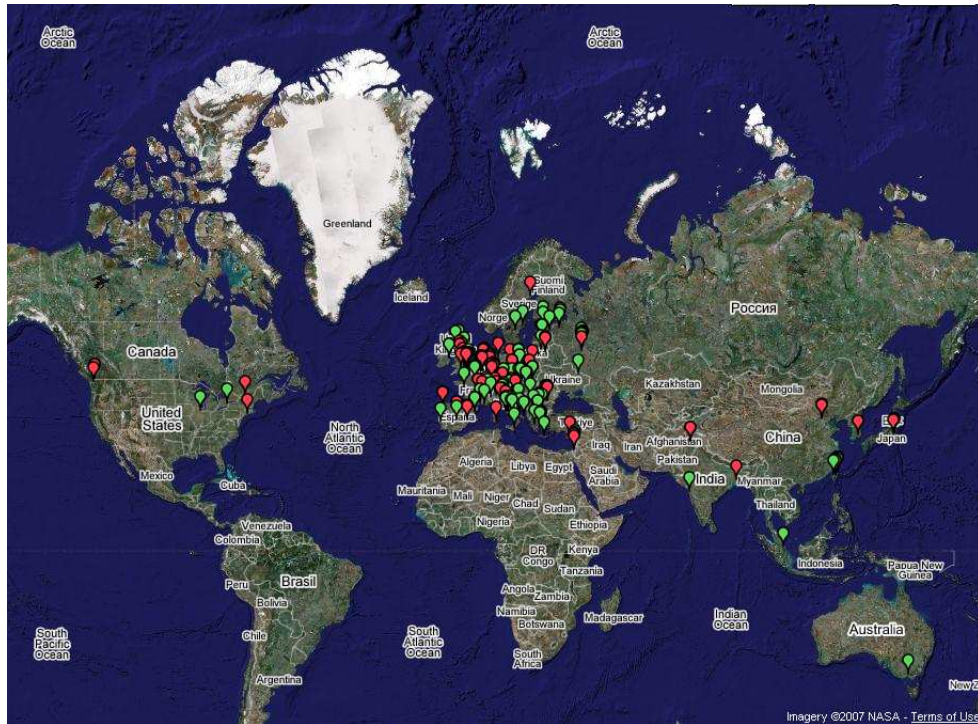 Arctic
Ocean
Arctic
Ocean
Greenland
Iceland
Suomi
Finland
Sverige
Norge
Россия
Canada
Ukraine
Kazakhstan
Mongolia
United
States
España
North
Atlantic
Ocean
China
Japan
Afghanistan
Iraq
Iran
Pakistan
Algeria
Libya
Egypt
Saudi
Arabia
India
Myanmar
Mexico
Cuba
Mauritania
Mali
Niger
Chad
Sudan
Thailand
Venezuela
Colombia
Nigeria
Ethiopia
DR
Congo
Kenya
Tanzania
Indonesia
Papua New
Guinea
Peru
Brasil
Bolivia
Angola
Zambia
Namibia
Botswana
Madagascar
Indian
Ocean
South
Pacific
Ocean
Chile
South
Atlantic
Ocean
South
Africa
Australia
Argentina
New Z
Imagery ©2007 NASA - Terms of Use